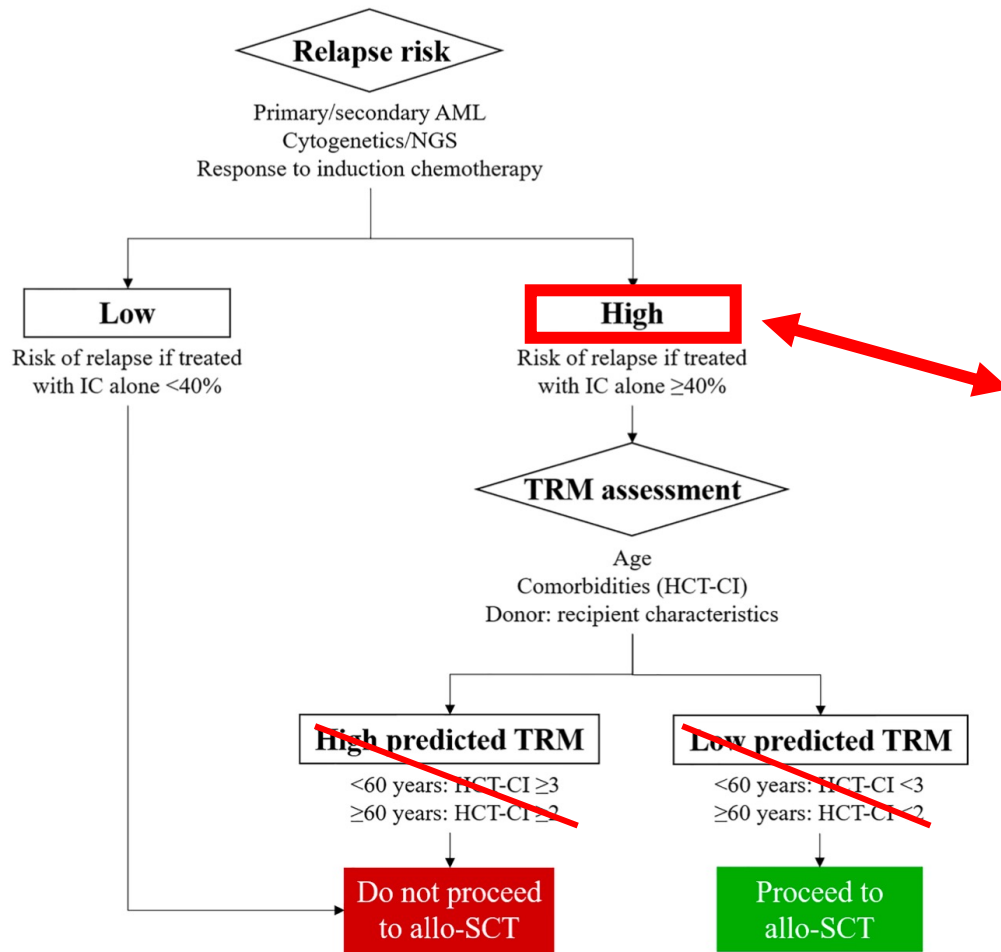 Relapse risk
Primary/secondary AML
Cytogenetics/NGS
Response to induction chemotherapy
Low
Risk of relapse if treated
with IC alone <40%
High
Risk of relapse if treated
with IC alone ≥40%
TRM assessment
Age
Comorbidities (HCT-CI)
Donor: recipient characteristics
High predicted TRM
<60 years: HCT-CI ≥3
≥60 years: HCT-CI ≥2
Do not proceed
to allo-SCT
Low predicted TRM
<60 years: HCT-CI <3
≥60 years: HCT-CI <2
Proceed to
allo-SCT